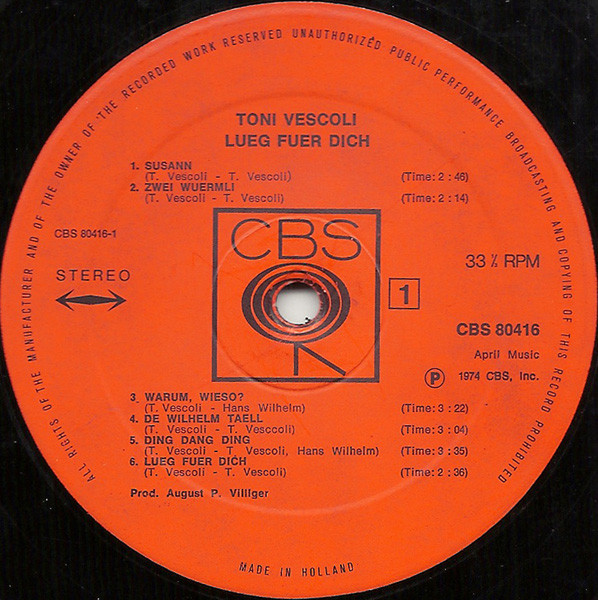 ALL RIGHTS OF THE MANUFACTURER AND OF THE OWNER OF THE RECORDED WORK RESERVED UNAUTHORIZED PUBLIC PERFORMANCE BROADCASTING AND COPYING OF THIS RECORD PROHIBITED
TONI VESCOLI
LUEG FUER DICH
1. SUSANN
(T. Vescoli - T. Vescoli) (Time: 2 : 46)
2. ZWEI WUERMLI
(T. Vescoli - T. Vescoli) (Time: 2 : 14)
CBS 80416-1
CBS
STEREO
33 ⅓ RPM
1
CBS 80416
April Music
Ⓟ 1974 CBS, Inc.
3. WARUM, WIESO?
(T. Vescoli - Hans Wilhelm) (Time: 3 : 22)
4. DE WILHELM TAELL
(T. Vescoli - T. Vesccoli) (Time: 3 : 04)
5. DING DANG DING
(T. Vescoli - T. Vescoli, Hans Wilhelm) (Time: 3 : 35)
6. LUEG FUER DICH
(T. Vescoli - T. Vescoli) (Time: 2 : 36)
Prod. August P. Villiger
MADE IN HOLLAND